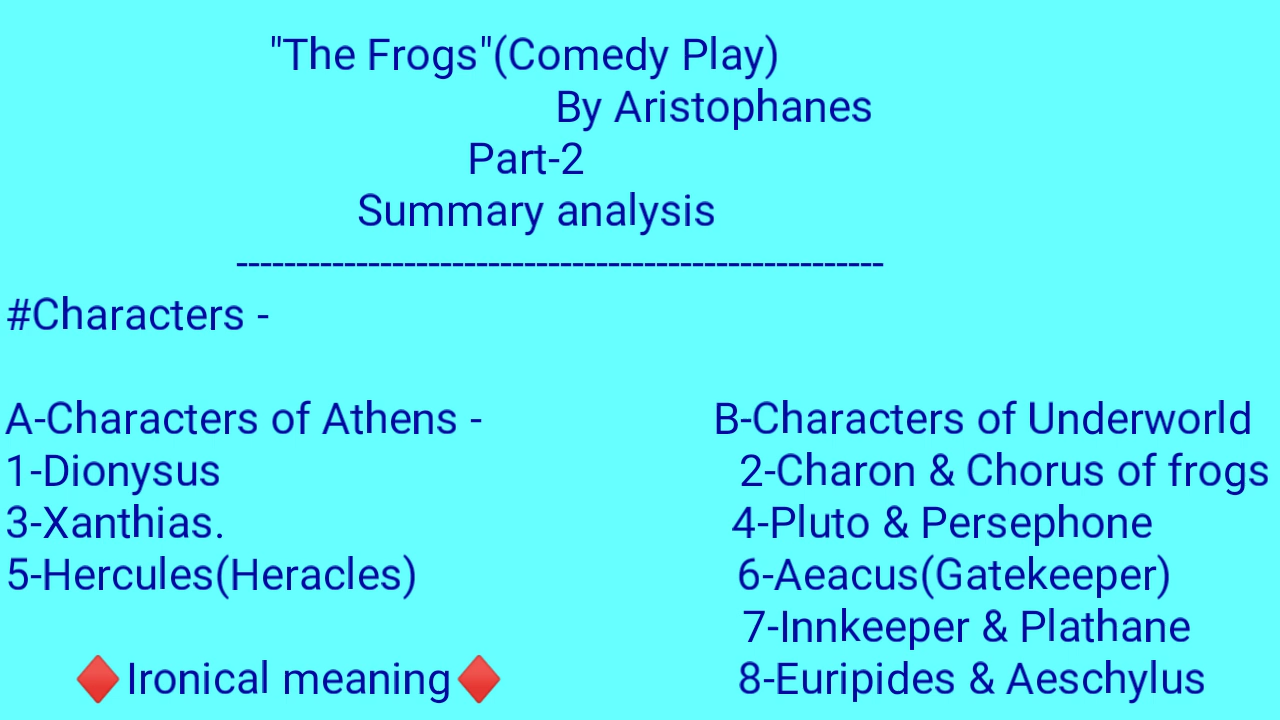 "The Frogs"(Comedy Play)
By Aristophanes
Part-2
Summary analysis
------------------------------------------------------
#Characters -
A-Characters of Athens - B-Characters of Underworld
1-Dionysus 2-Charon & Chorus of frogs
3-Xanthias. 4-Pluto & Persephone
5-Hercules(Heracles) 6-Aeacus(Gatekeeper)
7-Innkeeper & Plathane
♦️Ironical meaning♦️ 8-Euripides & Aeschylus